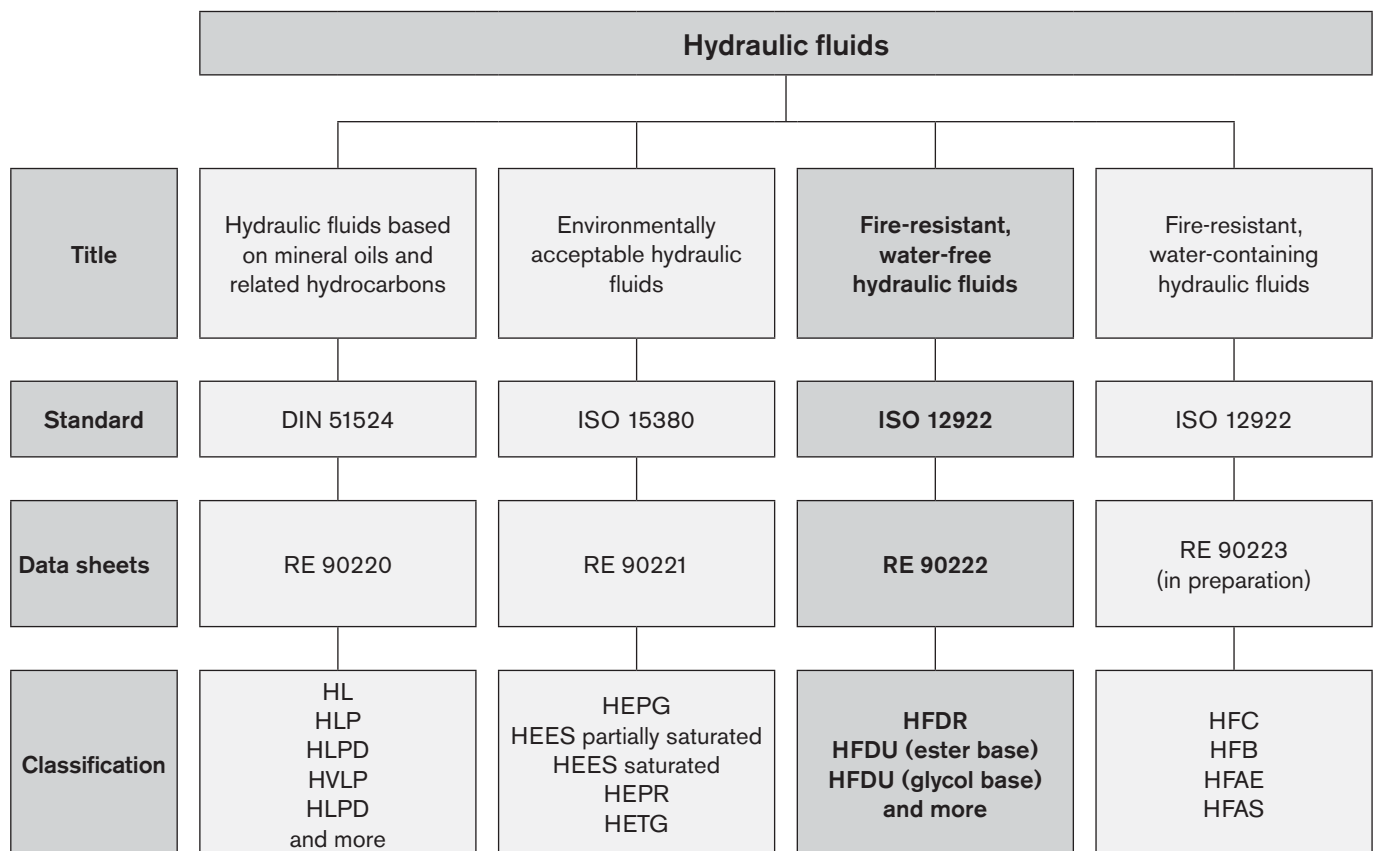 Hydraulic fluids
Title
Hydraulic fluids based
on mineral oils and
related hydrocarbons
Environmentally
acceptable hydraulic
fluids
Fire-resistant,
water-free
hydraulic fluids
Fire-resistant,
water-containing
hydraulic fluids
Standard
DIN 51524
ISO 15380
ISO 12922
ISO 12922
Data sheets
RE 90220
RE 90221
RE 90222
RE 90223
(in preparation)
Classification
HL
HLP
HLPD
HVLP
HLPD
and more
HEPG
HEES partially saturated
HEES saturated
HEPR
HETG
HFDR
HFDU (ester base)
HFDU (glycol base)
and more
HFC
HFB
HFAE
HFAS